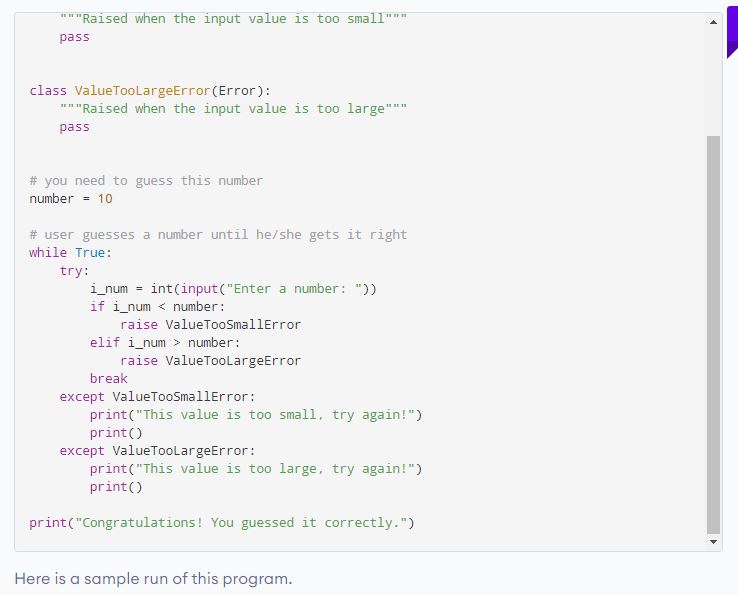 """Raised when the input value is too small"""
    pass


class ValueTooLargeError(Error):
    """Raised when the input value is too large"""
    pass


# you need to guess this number
number = 10

# user guesses a number until he/she gets it right
while True:
    try:
        i_num = int(input("Enter a number: "))
        if i_num < number:
            raise ValueTooSmallError
        elif i_num > number:
            raise ValueTooLargeError
        break
    except ValueTooSmallError:
        print("This value is too small, try again!")
        print()
    except ValueTooLargeError:
        print("This value is too large, try again!")
        print()

print("Congratulations! You guessed it correctly.")
Here is a sample run of this program.